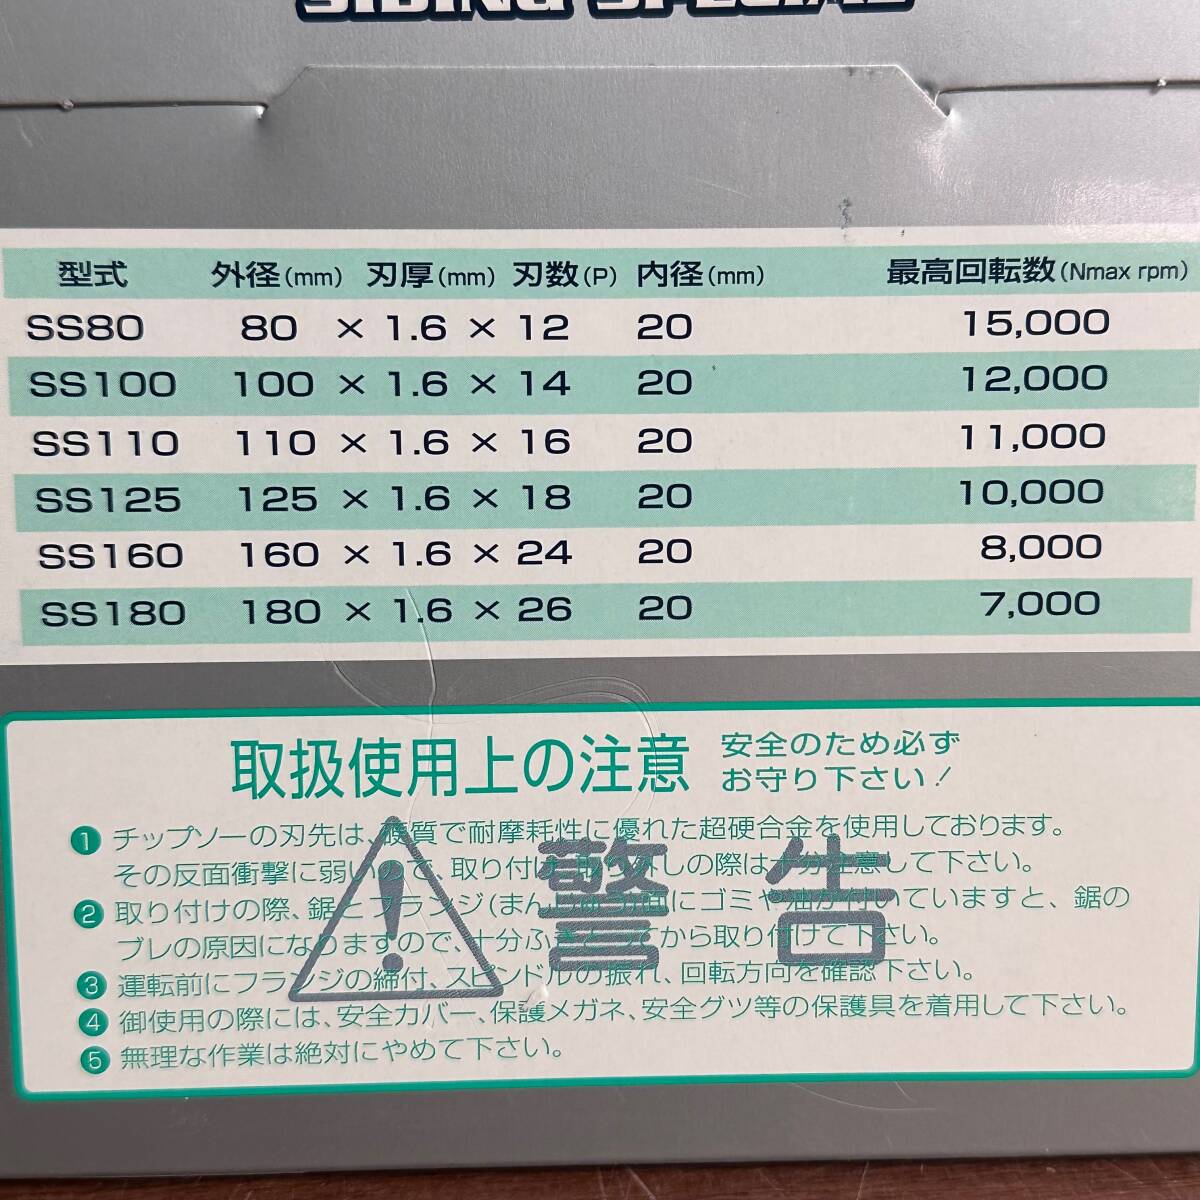 SIDING SPECIAL
型式 外径(mm) 刃厚(mm) 刃数(P) 内径(mm) 最高回転数(Nmax rpm)
SS80 80 × 1.6 × 12 20 15,000
SS100 100 × 1.6 × 14 20 12,000
SS110 110 × 1.6 × 16 20 11,000
SS125 125 × 1.6 × 18 20 10,000
SS160 160 × 1.6 × 24 20 8,000
SS180 180 × 1.6 × 26 20 7,000
取扱使用上の注意 安全のため必ず
お守り下さい!
警告
1 チップソーの刃先は、硬質で耐摩耗性に優れた超硬合金を使用しております。
その反面衝撃に弱いので、取り付け、取り外しの際は十分注意して下さい。
2 取り付けの際、鋸とフランジ(まんじゅう)面にゴミや油が付いていますと、鋸の
ブレの原因になりますので、十分ふきとってから取り付けて下さい。
3 運転前にフランジの締付、スピンドルの振れ、回転方向を確認下さい。
4 御使用の際には、安全カバー、保護メガネ、安全グツ等の保護具を着用して下さい。
5 無理な作業は絶対にやめて下さい。